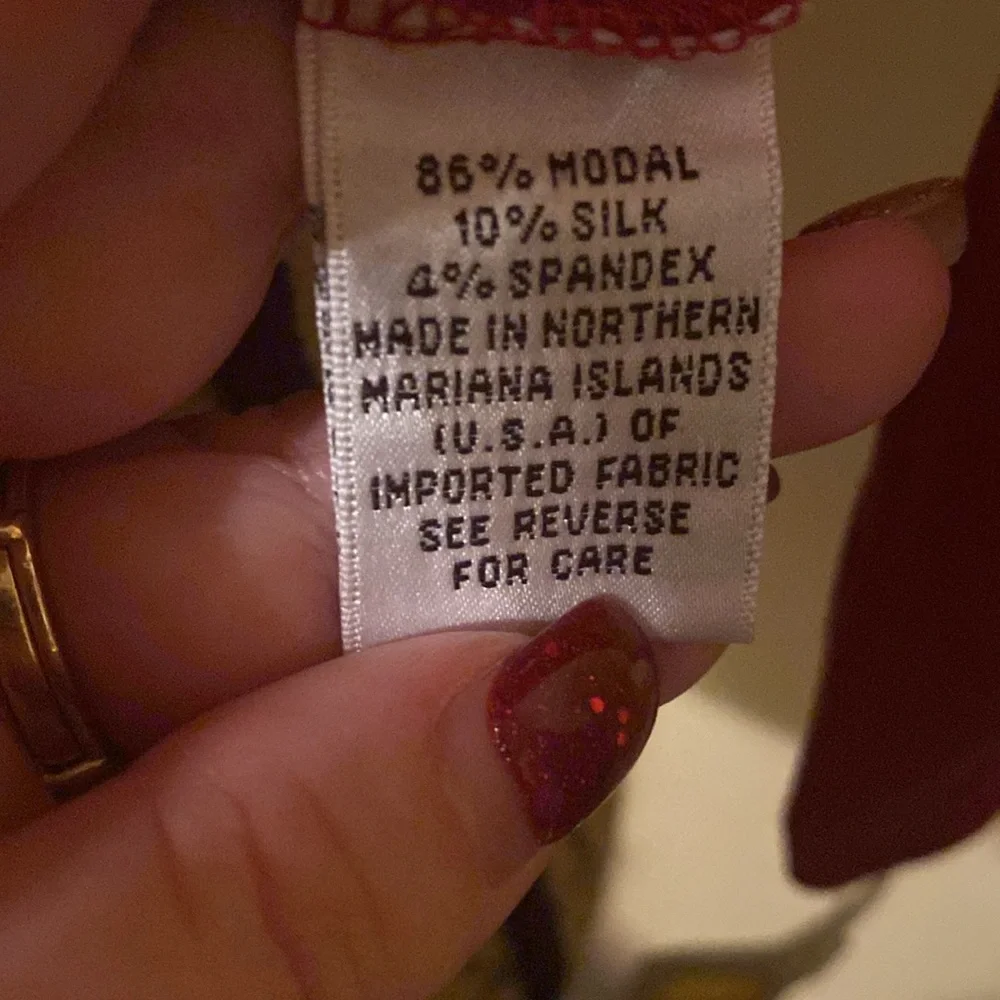 86% MODAL
10% SILK
4% SPANDEX
MADE IN NORTHERN
MARIANA ISLANDS
(U.S.A.) OF
IMPORTED FABRIC
SEE REVERSE
FOR CARE